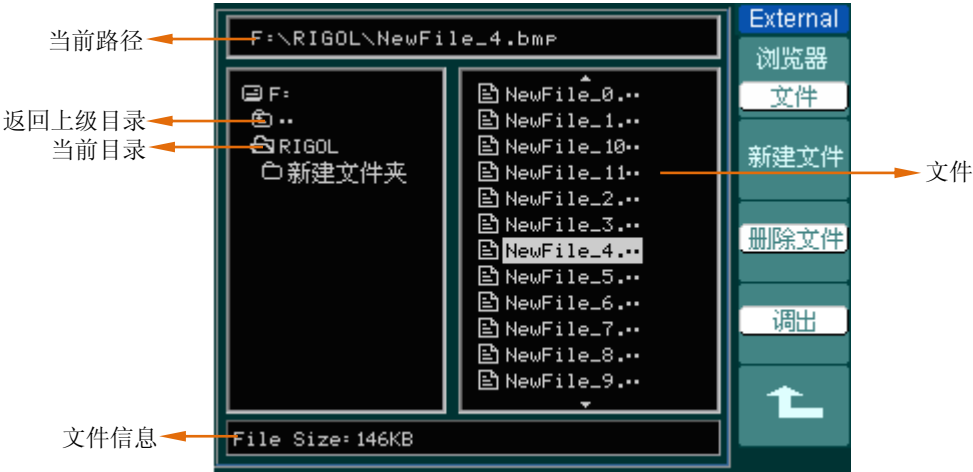 External
当前路径
F:\RIGOL\NewFile_4.bmp
浏览器
文件
F:
返回上级目录
..
当前目录
RIGOL
新建文件夹
NewFile_0.··
NewFile_1.··
NewFile_10··
NewFile_11··
NewFile_2.··
NewFile_3.··
NewFile_4.··
NewFile_5.··
NewFile_6.··
NewFile_7.··
NewFile_8.··
NewFile_9.··
新建文件
文件
删除文件
调出
文件信息
File Size:146KB